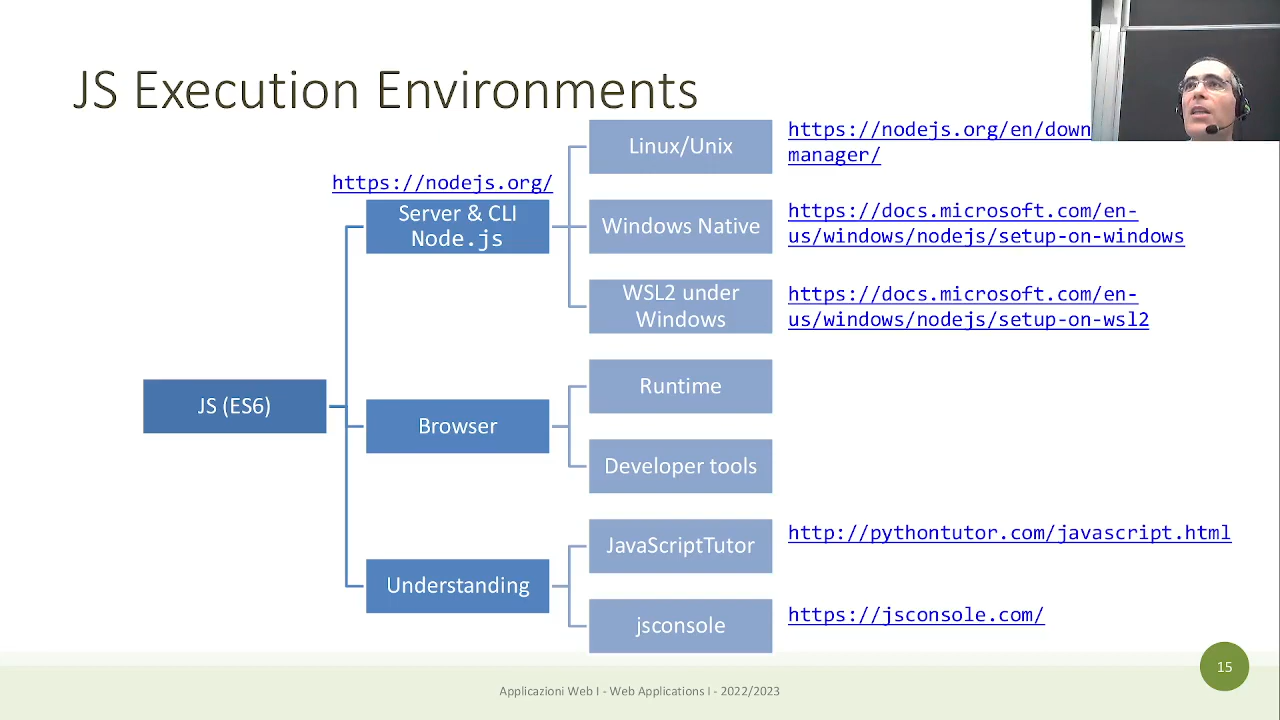 JS Execution Environments
https://nodejs.org/
Server & CLI
Node.js
Linux/Unix
https://nodejs.org/en/down
manager/
Windows Native
https://docs.microsoft.com/en-
us/windows/nodejs/setup-on-windows
WSL2 under
Windows
https://docs.microsoft.com/en-
us/windows/nodejs/setup-on-wsl2
JS (ES6)
Browser
Runtime
Developer tools
Understanding
JavaScriptTutor
http://pythontutor.com/javascript.html
jsconsole
https://jsconsole.com/
15
Applicazioni Web I - Web Applications I - 2022/2023